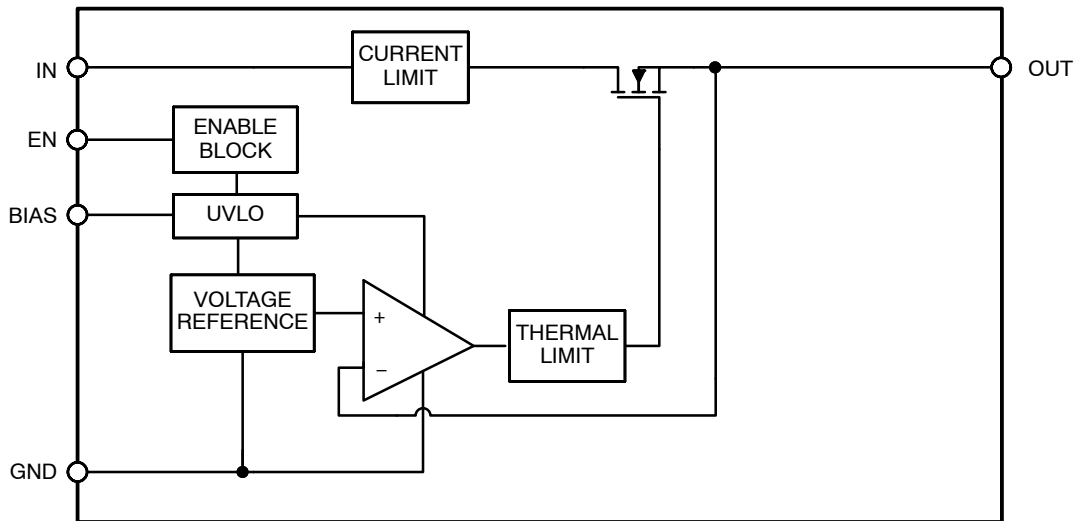 IN
CURRENT
LIMIT
OUT
EN
ENABLE
BLOCK
BIAS
UVLO
VOLTAGE
REFERENCE
+
−
THERMAL
LIMIT
GND